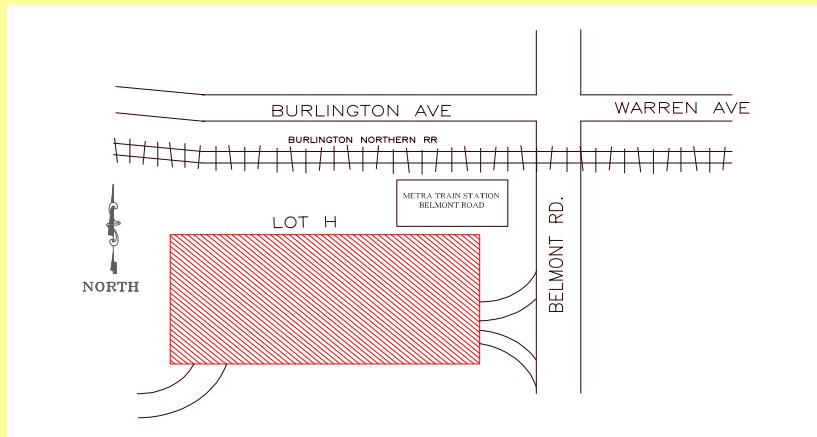 BURLINGTON AVE
WARREN AVE
BURLINGTON NORTHERN RR
METRA TRAIN STATION
BELMONT ROAD
LOT H
BELMONT RD.
NORTH